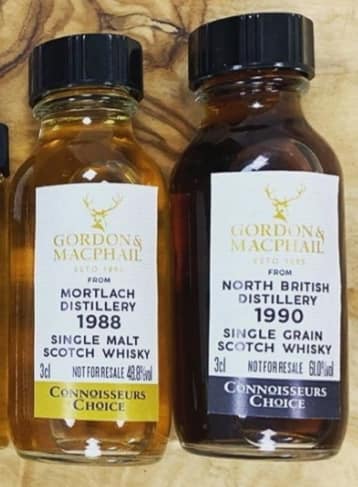 GORDON &
MACPHAIL
ESTD 1895
FROM
MORTLACH
DISTILLERY
1988
SINGLE MALT
SCOTCH WHISKY
3cl NOT FOR RESALE 48.8%vol
CONNOISSEURS
CHOICE
GORDON &
MACPHAIL
ESTD 1895
FROM
NORTH BRITISH
DISTILLERY
1990
SINGLE GRAIN
SCOTCH WHISKY
3cl NOT FOR RESALE 61.0%vol
CONNOISSEURS
CHOICE